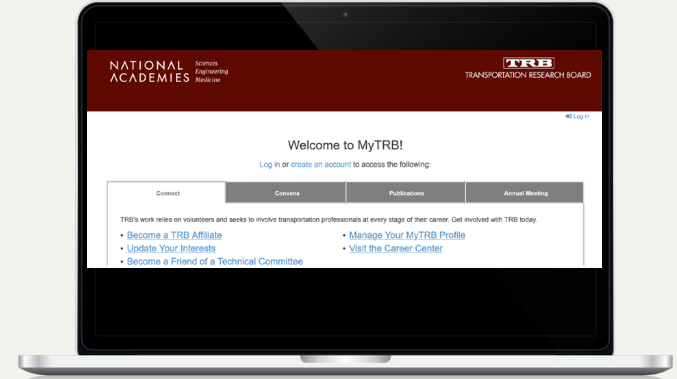 NATIONAL
ACADEMIES
Sciences
Engineering
Medicine
TRB
TRANSPORTATION RESEARCH BOARD
Log in
Welcome to MyTRB!
Log in or create an account to access the following:
Connect
Convene
Publications
Annual Meeting
TRB's work relies on volunteers and seeks to involve transportation professionals at every stage of their career. Get involved with TRB today.
• Become a TRB Affiliate
• Update Your Interests
• Become a Friend of a Technical Committee
• Manage Your MyTRB Profile
• Visit the Career Center